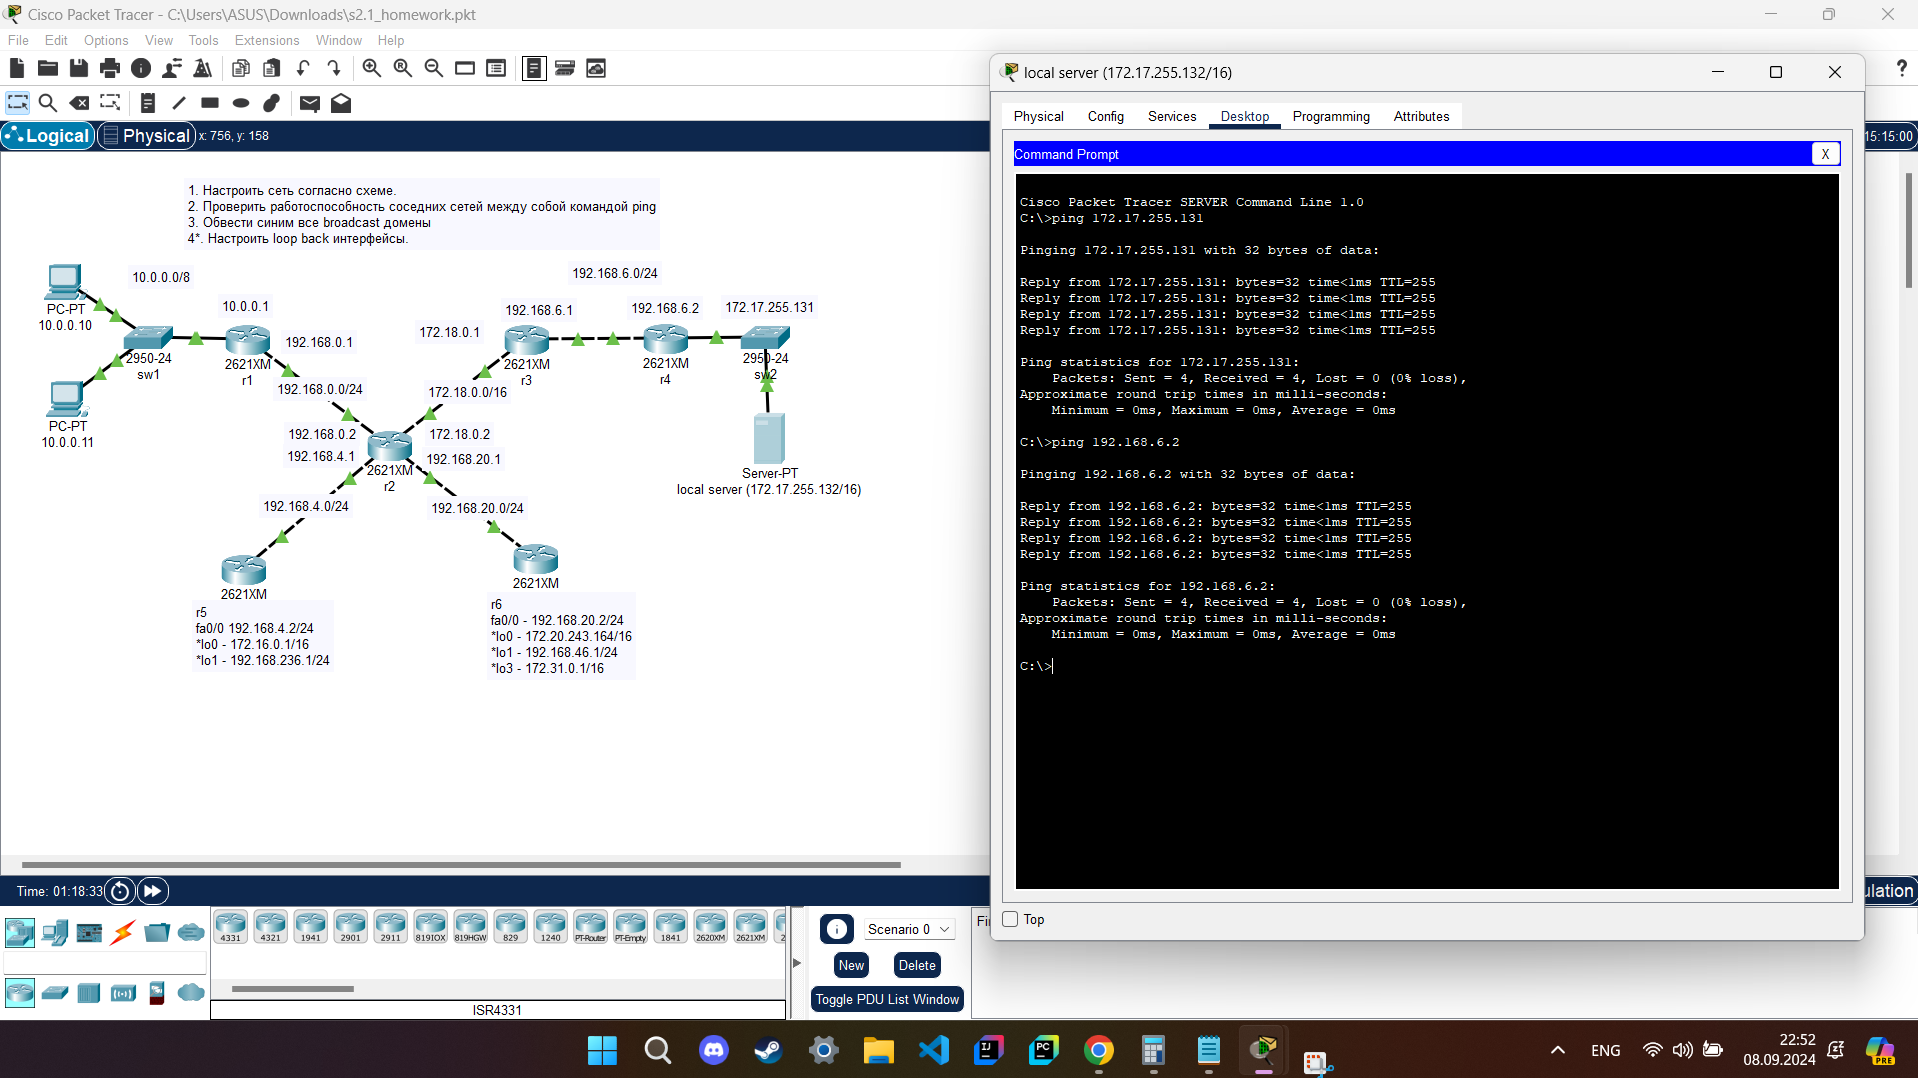 Cisco Packet Tracer - C:\Users\ASUS\Downloads\s2.1_homework.pkt
File Edit Options View Tools Extensions Window Help
Logical Physical x: 756, y: 158
15:15:00
1. Настроить сеть согласно схеме.
2. Проверить работоспособность соседних сетей между собой командой ping
3. Обвести синим все broadcast домены
4*. Настроить loop back интерфейсы.
10.0.0.0/8
192.168.6.0/24
PC-PT
10.0.0.10
10.0.0.1
192.168.6.1
192.168.6.2
172.17.255.131
172.18.0.1
192.168.0.1
2950-24
sw1
2621XM
r1
2621XM
r3
2621XM
r4
2950-24
sw2
192.168.0.0/24
172.18.0.0/16
PC-PT
10.0.0.11
192.168.0.2
172.18.0.2
192.168.4.1
192.168.20.1
2621XM
r2
Server-PT
local server (172.17.255.132/16)
192.168.4.0/24
192.168.20.0/24
2621XM
r5
fa0/0 192.168.4.2/24
*lo0 - 172.16.0.1/16
*lo1 - 192.168.236.1/24
2621XM
r6
fa0/0 - 192.168.20.2/24
*lo0 - 172.20.243.164/16
*lo1 - 192.168.46.1/24
*lo3 - 172.31.0.1/16
local server (172.17.255.132/16)
Physical Config Services Desktop Programming Attributes
Command Prompt
X
Cisco Packet Tracer SERVER Command Line 1.0
C:\>ping 172.17.255.131
Pinging 172.17.255.131 with 32 bytes of data:
Reply from 172.17.255.131: bytes=32 time<1ms TTL=255
Reply from 172.17.255.131: bytes=32 time<1ms TTL=255
Reply from 172.17.255.131: bytes=32 time<1ms TTL=255
Reply from 172.17.255.131: bytes=32 time<1ms TTL=255
Ping statistics for 172.17.255.131:
Packets: Sent = 4, Received = 4, Lost = 0 (0% loss),
Approximate round trip times in milli-seconds:
Minimum = 0ms, Maximum = 0ms, Average = 0ms
C:\>ping 192.168.6.2
Pinging 192.168.6.2 with 32 bytes of data:
Reply from 192.168.6.2: bytes=32 time<1ms TTL=255
Reply from 192.168.6.2: bytes=32 time<1ms TTL=255
Reply from 192.168.6.2: bytes=32 time<1ms TTL=255
Reply from 192.168.6.2: bytes=32 time<1ms TTL=255
Ping statistics for 192.168.6.2:
Packets: Sent = 4, Received = 4, Lost = 0 (0% loss),
Approximate round trip times in milli-seconds:
Minimum = 0ms, Maximum = 0ms, Average = 0ms
C:\>
Top
Time: 01:18:33
ulation
4331 4321 1941 2901 2911 819IOX 819HGW 829 1240 PT-Router PT-Empty 1841 2620XM 2621XM 2
ISR4331
Scenario 0
New Delete
Toggle PDU List Window
Fi
ENG
22:52
08.09.2024
IJ
PC
PRE